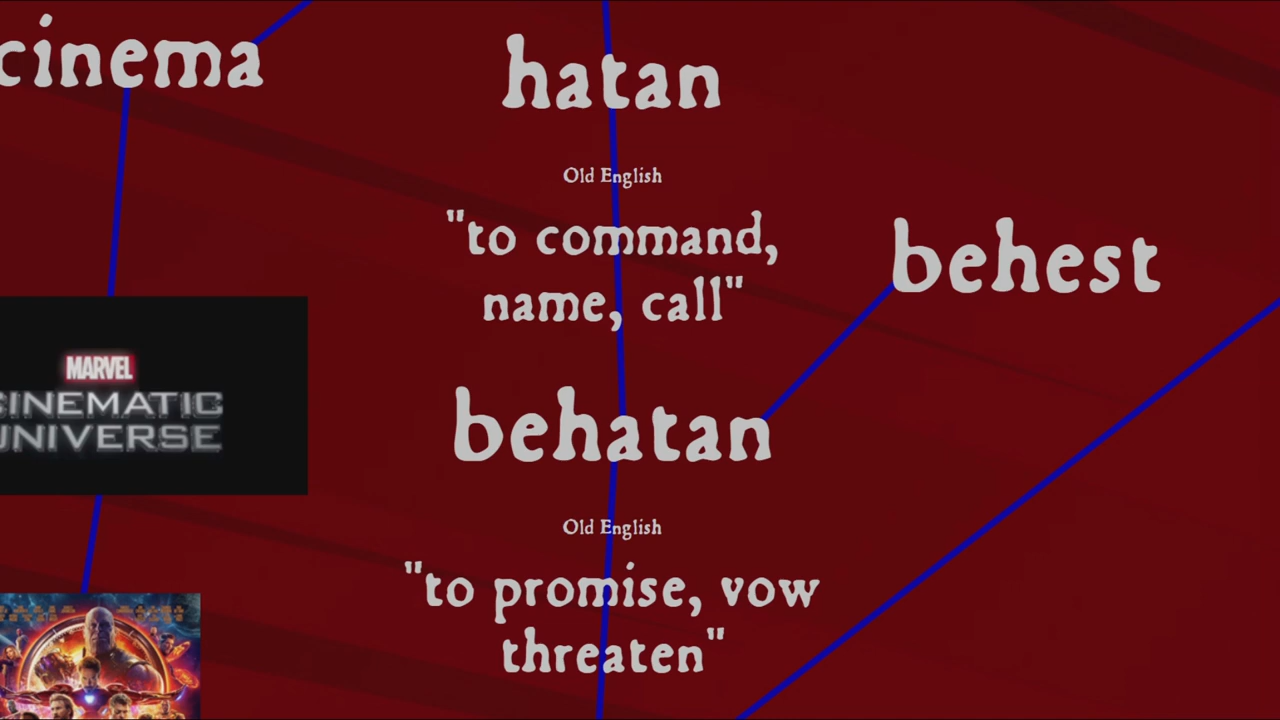 cinema
hatan
Old English
"to command,
name, call"
behest
MARVEL
CINEMATIC
UNIVERSE
behatan
Old English
"to promise, vow
threaten"